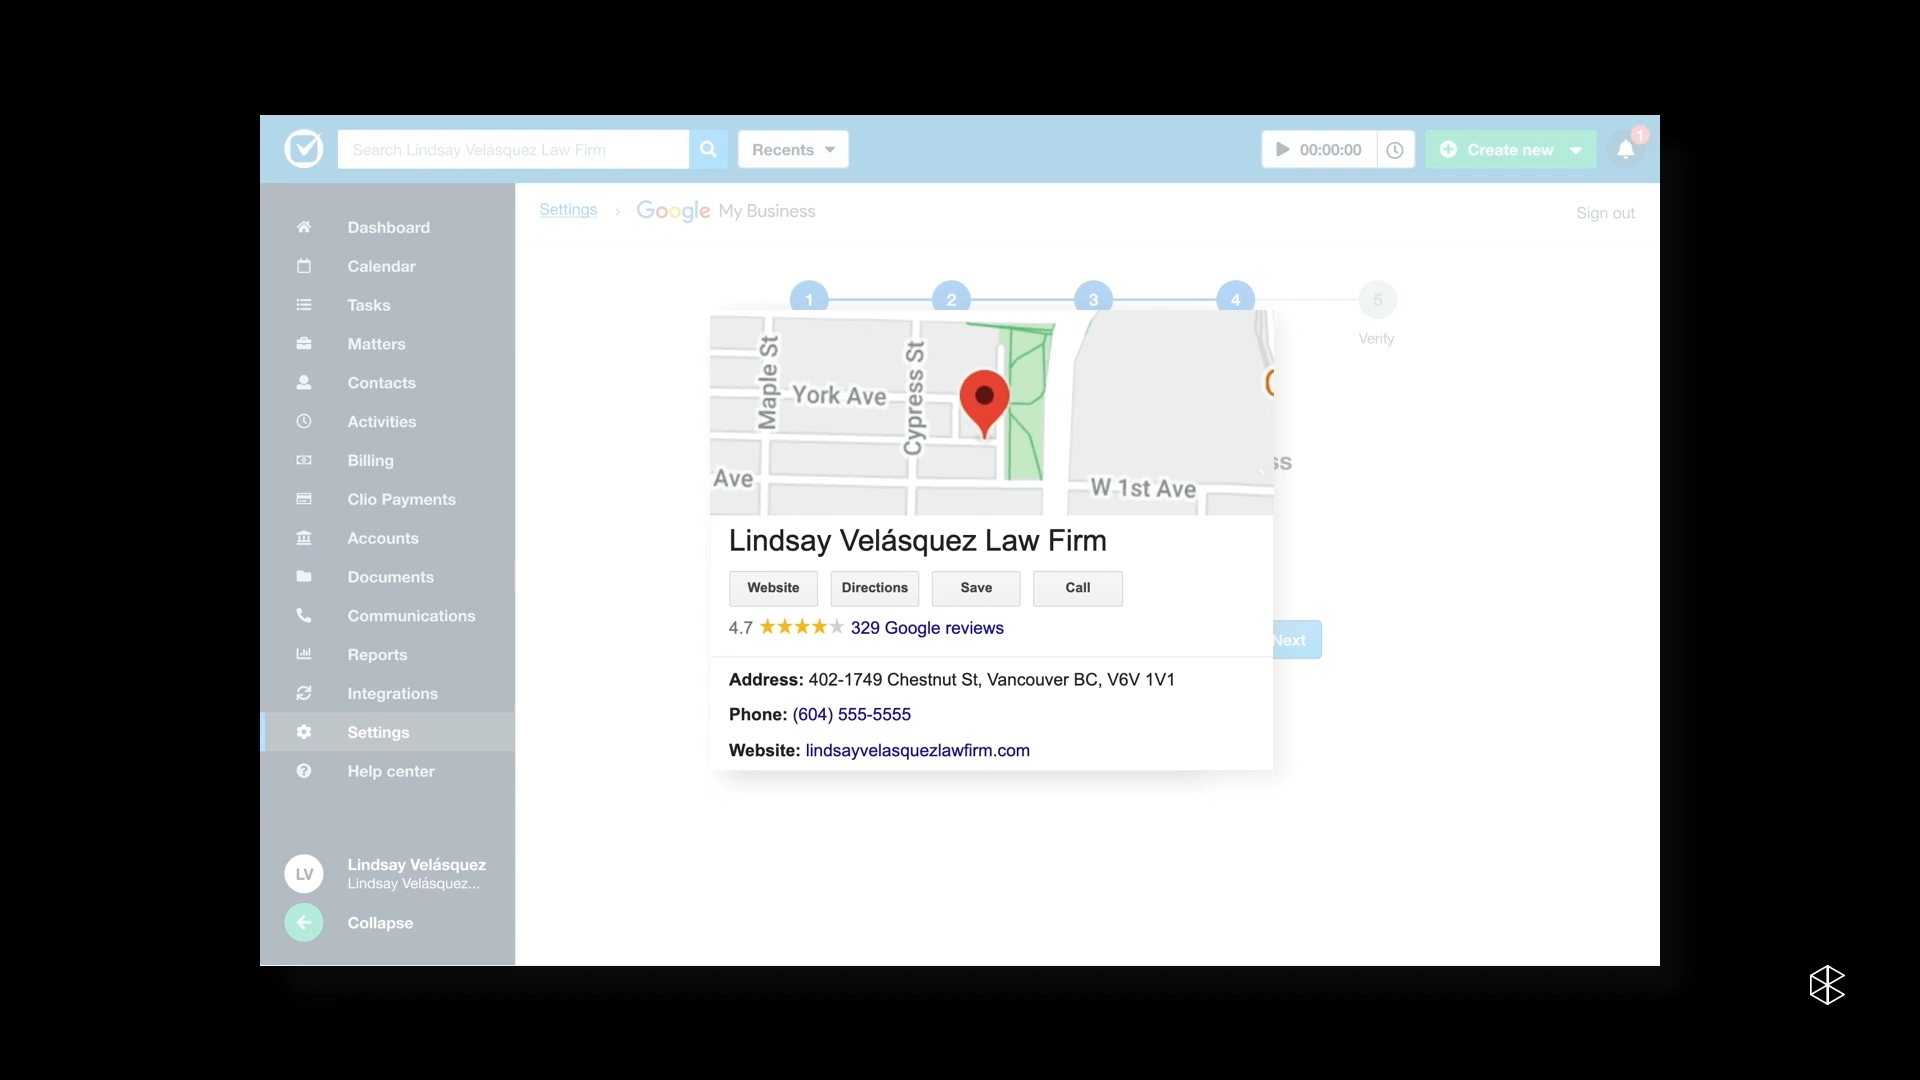 Search Lindsay Velásquez Law Firm
Recents
00:00:00
Create new
1
Settings › Google My Business
Sign out
Dashboard
Calendar
Tasks
Matters
Contacts
Activities
Billing
Clio Payments
Accounts
Documents
Communications
Reports
Integrations
Settings
Help center
LV
Lindsay Velásquez
Lindsay Velásquez...
Collapse
1 2 3 4 5
Verify
Maple St
York Ave
Cypress St
Ave
W 1st Ave
Lindsay Velásquez Law Firm
Website Directions Save Call
4.7 329 Google reviews
Address: 402-1749 Chestnut St, Vancouver BC, V6V 1V1
Phone: (604) 555-5555
Website: lindsayvelasquezlawfirm.com
Next